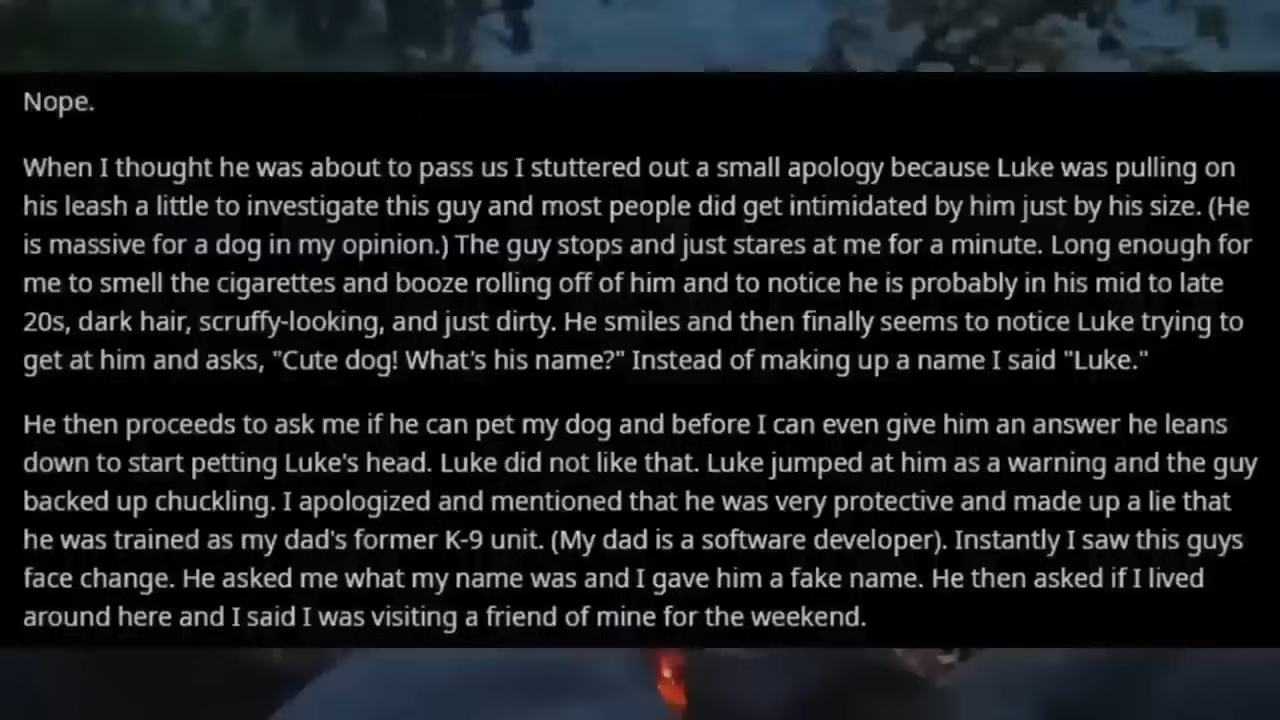 Nope.
When I thought he was about to pass us I stuttered out a small apology because Luke was pulling on
his leash a little to investigate this guy and most people did get intimidated by him just by his size. (He
is massive for a dog in my opinion.) The guy stops and just stares at me for a minute. Long enough for
me to smell the cigarettes and booze rolling off of him and to notice he is probably in his mid to late
20s, dark hair, scruffy-looking, and just dirty. He smiles and then finally seems to notice Luke trying to
get at him and asks, "Cute dog! What's his name?" Instead of making up a name I said "Luke."
He then proceeds to ask me if he can pet my dog and before I can even give him an answer he leans
down to start petting Luke's head. Luke did not like that. Luke jumped at him as a warning and the guy
backed up chuckling. I apologized and mentioned that he was very protective and made up a lie that
he was trained as my dad's former K-9 unit. (My dad is a software developer). Instantly I saw this guys
face change. He asked me what my name was and I gave him a fake name. He then asked if I lived
around here and I said I was visiting a friend of mine for the weekend.